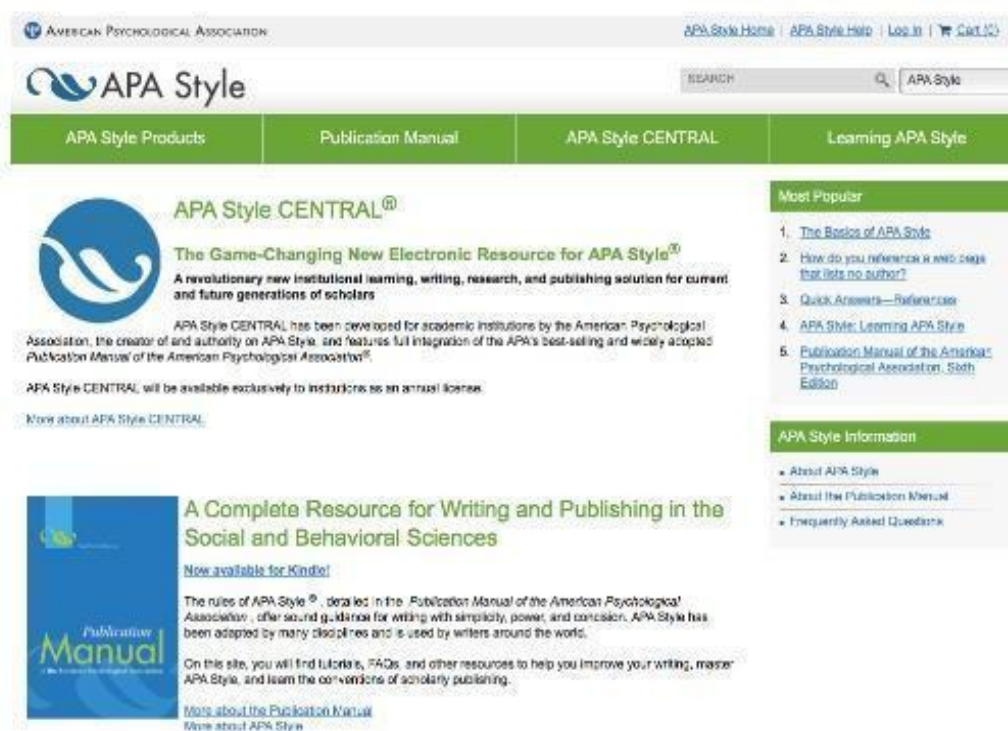 AMERICAN PSYCHOLOGICAL ASSOCIATION
APA Style Home | APA Style Help | Log In | Cart (0)
APA Style
SEARCH
APA Style
APA Style Products
Publication Manual
APA Style CENTRAL
Learning APA Style
APA Style CENTRAL®
The Game-Changing New Electronic Resource for APA Style®
A revolutionary new institutional learning, writing, research, and publishing solution for current
and future generations of scholars
APA Style CENTRAL has been developed for academic institutions by the American Psychological
Association, the creator of and authority on APA Style, and features full integration of the APA's best-selling and widely adopted
Publication Manual of the American Psychological Association®.
APA Style CENTRAL will be available exclusively to institutions as an annual license.
More about APA Style CENTRAL
Most Popular
1. The Basics of APA Style
2. How do you reference a web page
that lists no author?
3. Quick Answers—References
4. APA Style: Learning APA Style
5. Publication Manual of the American
Psychological Association, Sixth
Edition
APA Style Information
About APA Style
About the Publication Manual
Frequently Asked Questions
Publication
Manual
A Complete Resource for Writing and Publishing in the
Social and Behavioral Sciences
Now available for Kindle!
The rules of APA Style ®, detailed in the Publication Manual of the American Psychological
Association , offer sound guidance for writing with simplicity, power, and concision. APA Style has
been adapted by many disciplines and is used by writers around the world.
On this site, you will find tutorials, FAQs, and other resources to help you improve your writing, master
APA Style, and learn the conventions of scholarly publishing.
More about the Publication Manual
More about APA Style